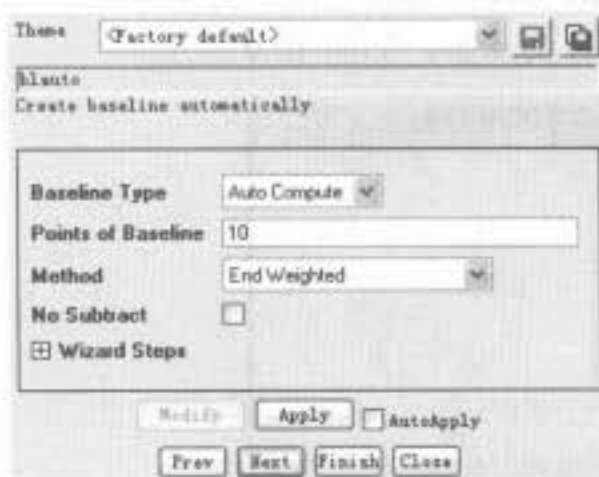 Theme <Factory default>
blauto
Create baseline automatically
Baseline Type Auto Compute
Points of Baseline 10
Method End Weighted
No Subtract
Wizard Steps
Modify Apply AutoApply
Prev Next Finish Close